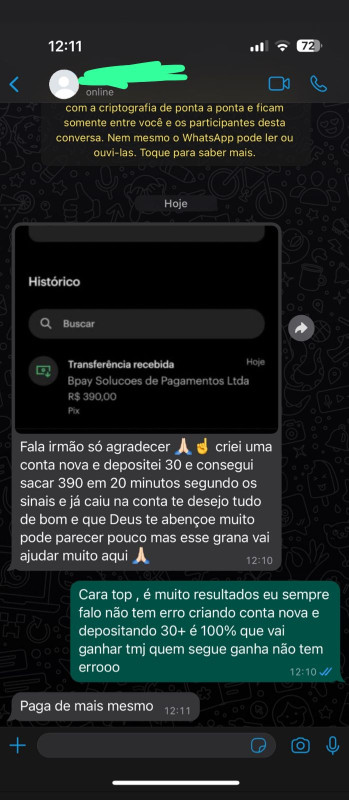 12:11
72
online
com a criptografia de ponta a ponta e ficam
somente entre você e os participantes desta
conversa. Nem mesmo o WhatsApp pode ler ou
ouvi-las. Toque para saber mais.
Hoje
Histórico
Buscar
Transferência recebida
Hoje
Bpay Solucoes de Pagamentos Ltda
R$ 390,00
Pix
Fala irmão só agradecer 🙏🏻☝️ criei uma
conta nova e depositei 30 e consegui
sacar 390 em 20 minutos segundo os
sinais e já caiu na conta te desejo tudo
de bom e que Deus te abençoe muito
pode parecer pouco mas esse grana vai
ajudar muito aqui 🙏🏻
12:10
Cara top , é muito resultados eu sempre
falo não tem erro criando conta nova e
depositando 30+ é 100% que vai
ganhar tmj quem segue ganha não tem
errooo
12:10
Paga de mais mesmo
12:11